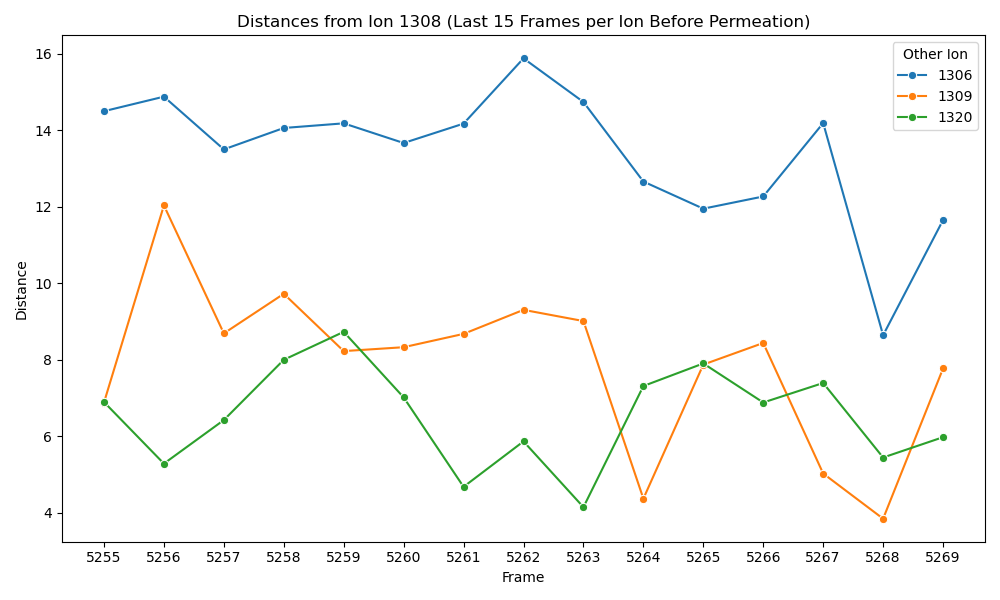 Distances from Ion 1308 (Last 15 Frames per Ion Before Permeation)
Other Ion
1306
1309
1320
Distance
16
14
12
10
8
6
4
5255 5256 5257 5258 5259 5260 5261 5262 5263 5264 5265 5266 5267 5268 5269
Frame